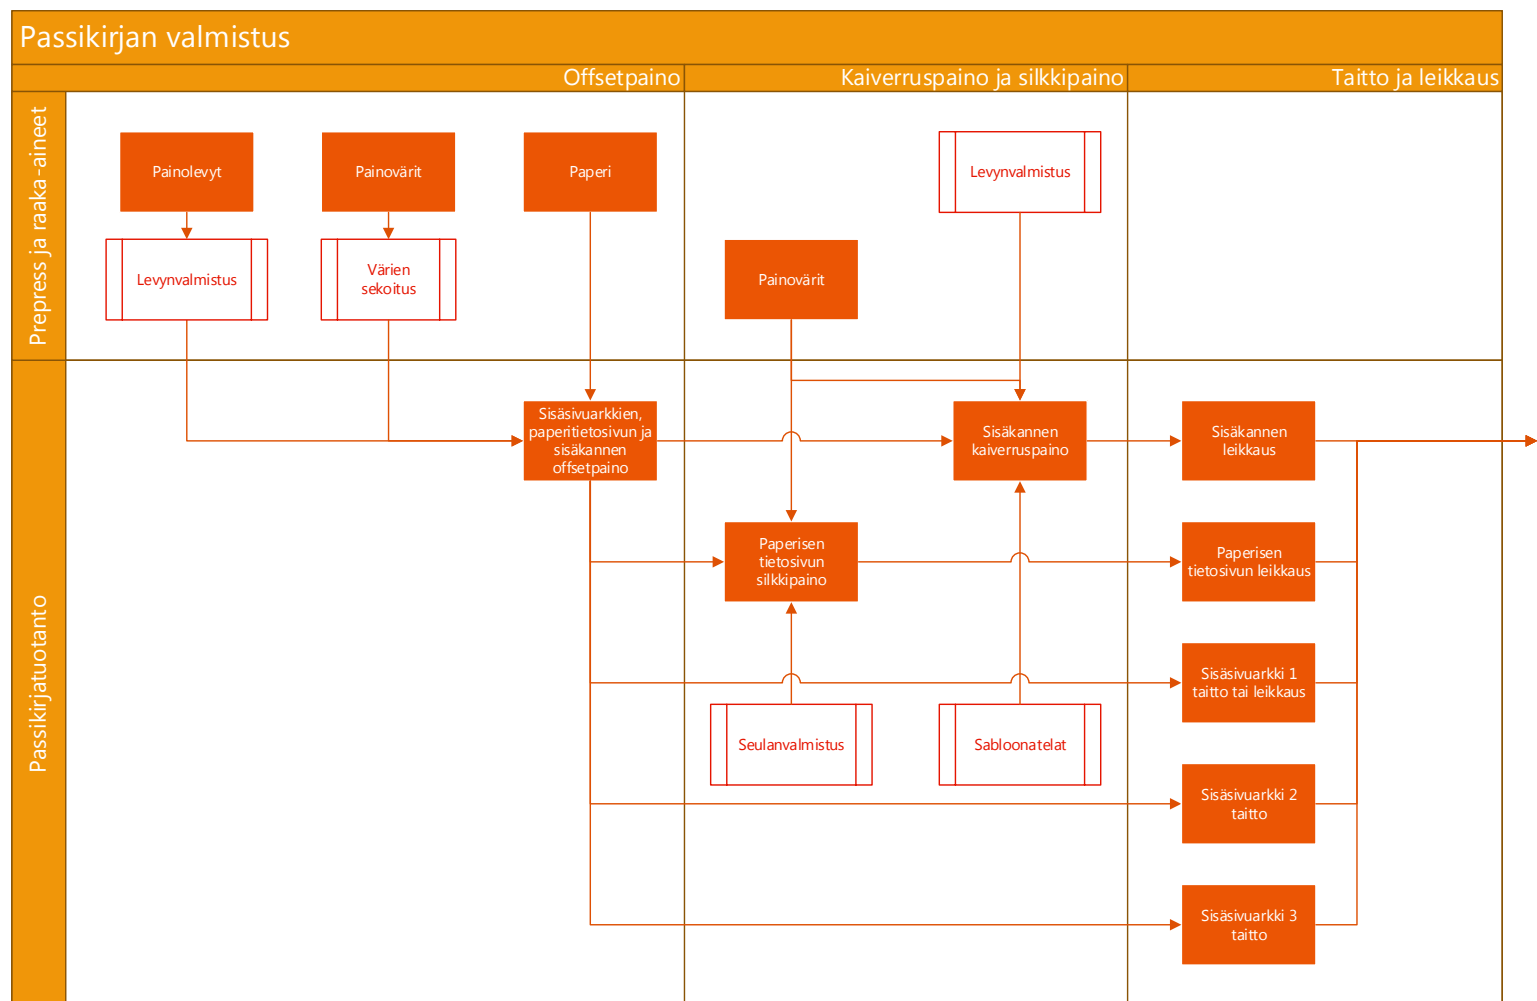 Passikirjan valmistus
Offsetpaino
Kaiverruspaino ja silkkipaino
Taitto ja leikkaus
Prepress ja raaka-aineet
Painolevyt
Painovärit
Paperi
Levynvalmistus
Levynvalmistus
Värien
sekoitus
Painovärit
Passikirjatuotanto
Sisäsivuarkkien,
paperitietosivun ja
sisäkannen
offsetpaino
Sisäkannen
kaiverruspaino
Sisäkannen
leikkaus
Paperisen
tietosivun
silkkipaino
Paperisen
tietosivun leikkaus
Sisäsivuarkki 1
taitto tai leikkaus
Seulanvalmistus
Sabloonatelat
Sisäsivuarkki 2
taitto
Sisäsivuarkki 3
taitto